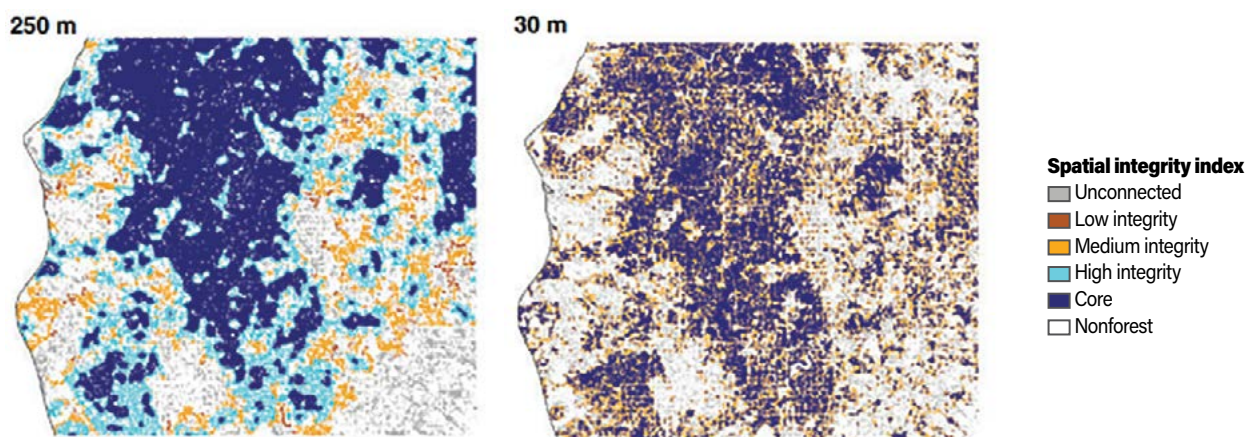 250 m
30 m
Spatial integrity index
Unconnected
Low integrity
Medium integrity
High integrity
Core
Nonforest